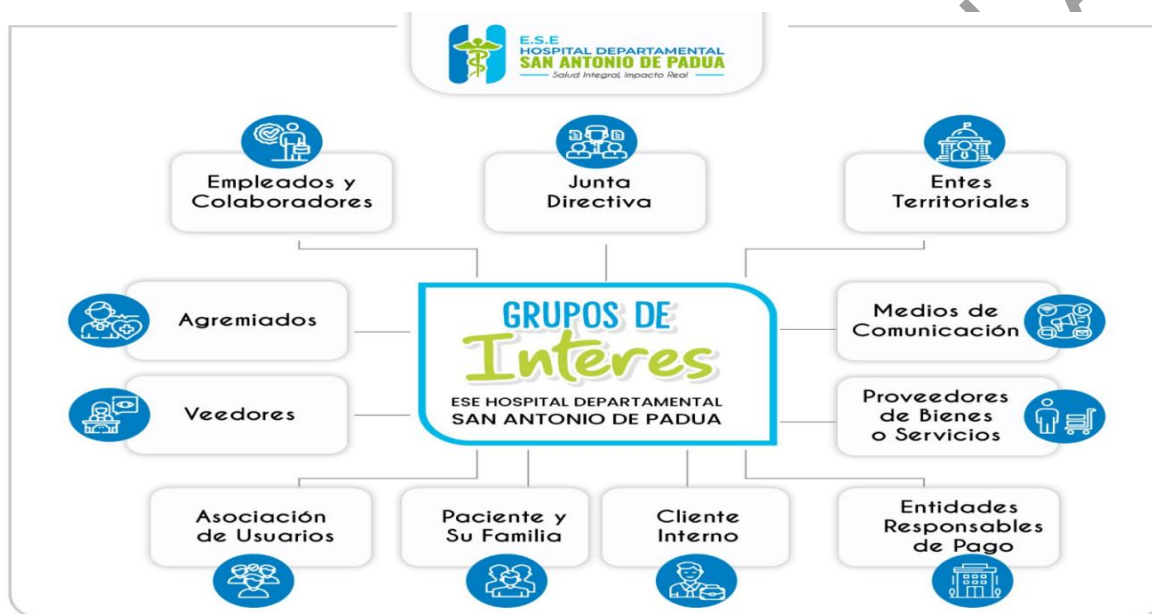 E.S.E
HOSPITAL DEPARTAMENTAL
SAN ANTONIO DE PADUA
Salud Integral, Impacto Real
Empleados y
Colaboradores
Junta
Directiva
Entes
Territoriales
Agremiados
Veedores
GRUPOS DE
Interes
ESE HOSPITAL DEPARTAMENTAL
SAN ANTONIO DE PADUA
Medios de
Comunicación
Proveedores
de Bienes
o Servicios
Asociación
de Usuarios
Paciente y
Su Familia
Cliente
Interno
Entidades
Responsables
de Pago